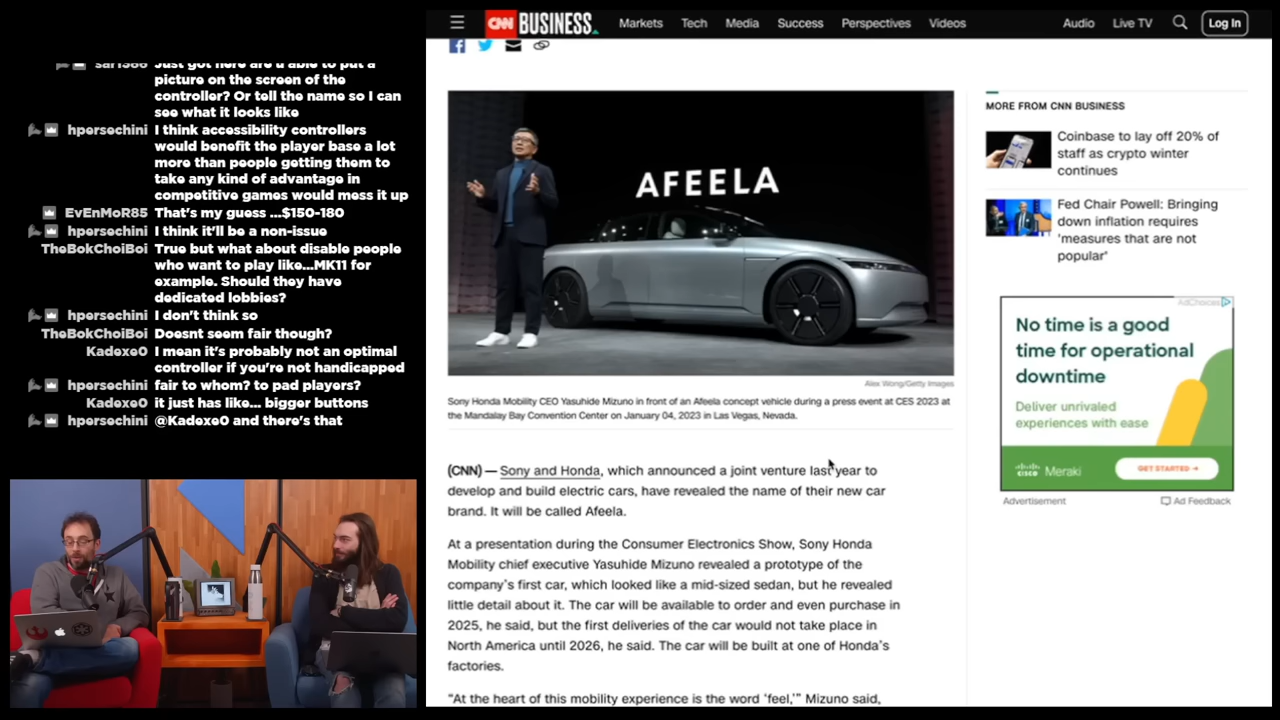 sar1366 Just got here are u able to put a
picture on the screen of the
controller? Or tell the name so I can
see what it looks like
hpersechini I think accessibility controllers
would benefit the player base a lot
more than people getting them to
take any kind of advantage in
competitive games would mess it up
EvEnMoR85 That's my guess ...$150-180
hpersechini I think it'll be a non-issue
TheBokChoiBoi True but what about disable people
who want to play like...MK11 for
example. Should they have
dedicated lobbies?
hpersechini I don't think so
TheBokChoiBoi Doesnt seem fair though?
Kadexe0 I mean it's probably not an optimal
controller if you're not handicapped
hpersechini fair to whom? to pad players?
Kadexe0 it just has like... bigger buttons
hpersechini @Kadexe0 and there's that
CNN BUSINESS Markets Tech Media Success Perspectives Videos Audio Live TV Log In
AFEELA
Alex Wong/Getty Images
Sony Honda Mobility CEO Yasuhide Mizuno in front of an Afeela concept vehicle during a press event at CES 2023 at
the Mandalay Bay Convention Center on January 04, 2023 in Las Vegas, Nevada.
(CNN) — Sony and Honda, which announced a joint venture last year to
develop and build electric cars, have revealed the name of their new car
brand. It will be called Afeela.
At a presentation during the Consumer Electronics Show, Sony Honda
Mobility chief executive Yasuhide Mizuno revealed a prototype of the
company's first car, which looked like a mid-sized sedan, but he revealed
little detail about it. The car will be available to order and even purchase in
2025, he said, but the first deliveries of the car would not take place in
North America until 2026, he said. The car will be built at one of Honda's
factories.
"At the heart of this mobility experience is the word 'feel,'" Mizuno said,
MORE FROM CNN BUSINESS
Coinbase to lay off 20% of
staff as crypto winter
continues
Fed Chair Powell: Bringing
down inflation requires
'measures that are not
popular'
AdChoices
No time is a good
time for operational
downtime
Deliver unrivaled
experiences with ease
CISCO Meraki
GET STARTED →
Advertisement
Ad Feedback